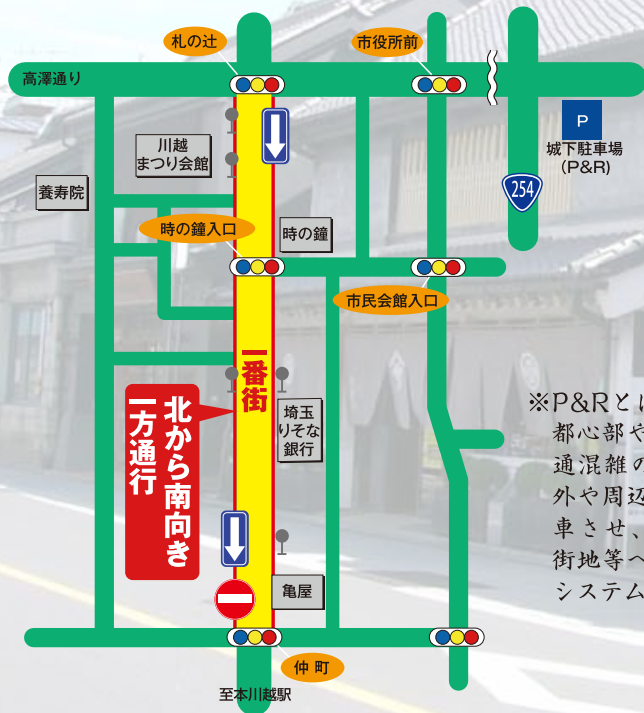 札の辻
市役所前
高澤通り
P
城下駐車場
(P&R)
川越
まつり会館
養寿院
254
時の鐘入口
時の鐘
市民会館入口
一番街
北から南向き
一方通行
埼玉
りそな
銀行
亀屋
仲町
至本川越駅
※P&Rとは
都心部や
通混雑の
外や周辺
車させ、
街地等へ
システム